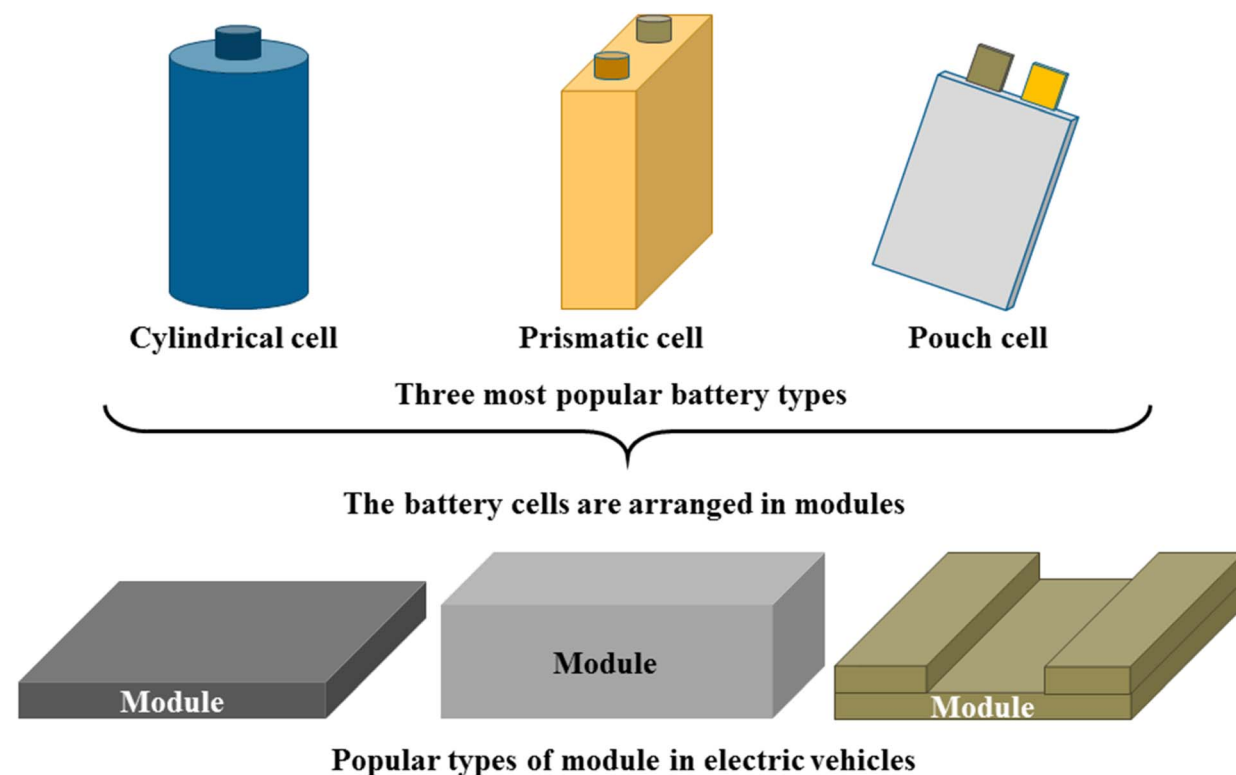 Cylindrical cell
Prismatic cell
Pouch cell
Three most popular battery types
The battery cells are arranged in modules
Module
Module
Module
Popular types of module in electric vehicles